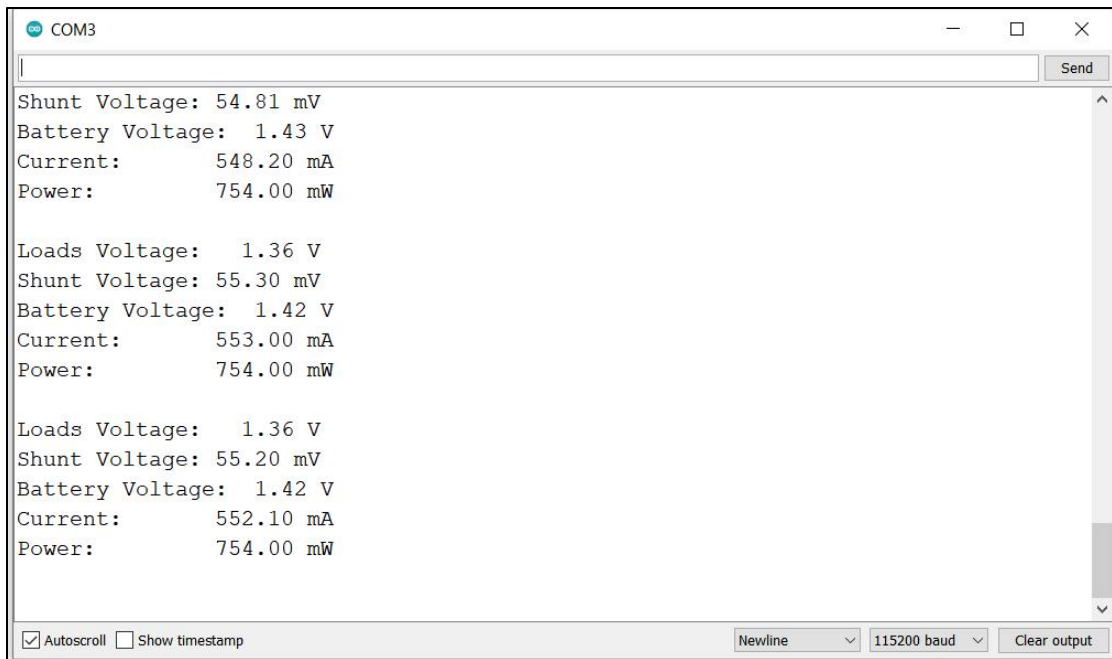 COM3
Send
Shunt Voltage: 54.81 mV
Battery Voltage:  1.43 V
Current:       548.20 mA
Power:         754.00 mW

Loads Voltage:   1.36 V
Shunt Voltage: 55.30 mV
Battery Voltage:  1.42 V
Current:       553.00 mA
Power:         754.00 mW

Loads Voltage:   1.36 V
Shunt Voltage: 55.20 mV
Battery Voltage:  1.42 V
Current:       552.10 mA
Power:         754.00 mW
Autoscroll Show timestamp Newline 115200 baud Clear output